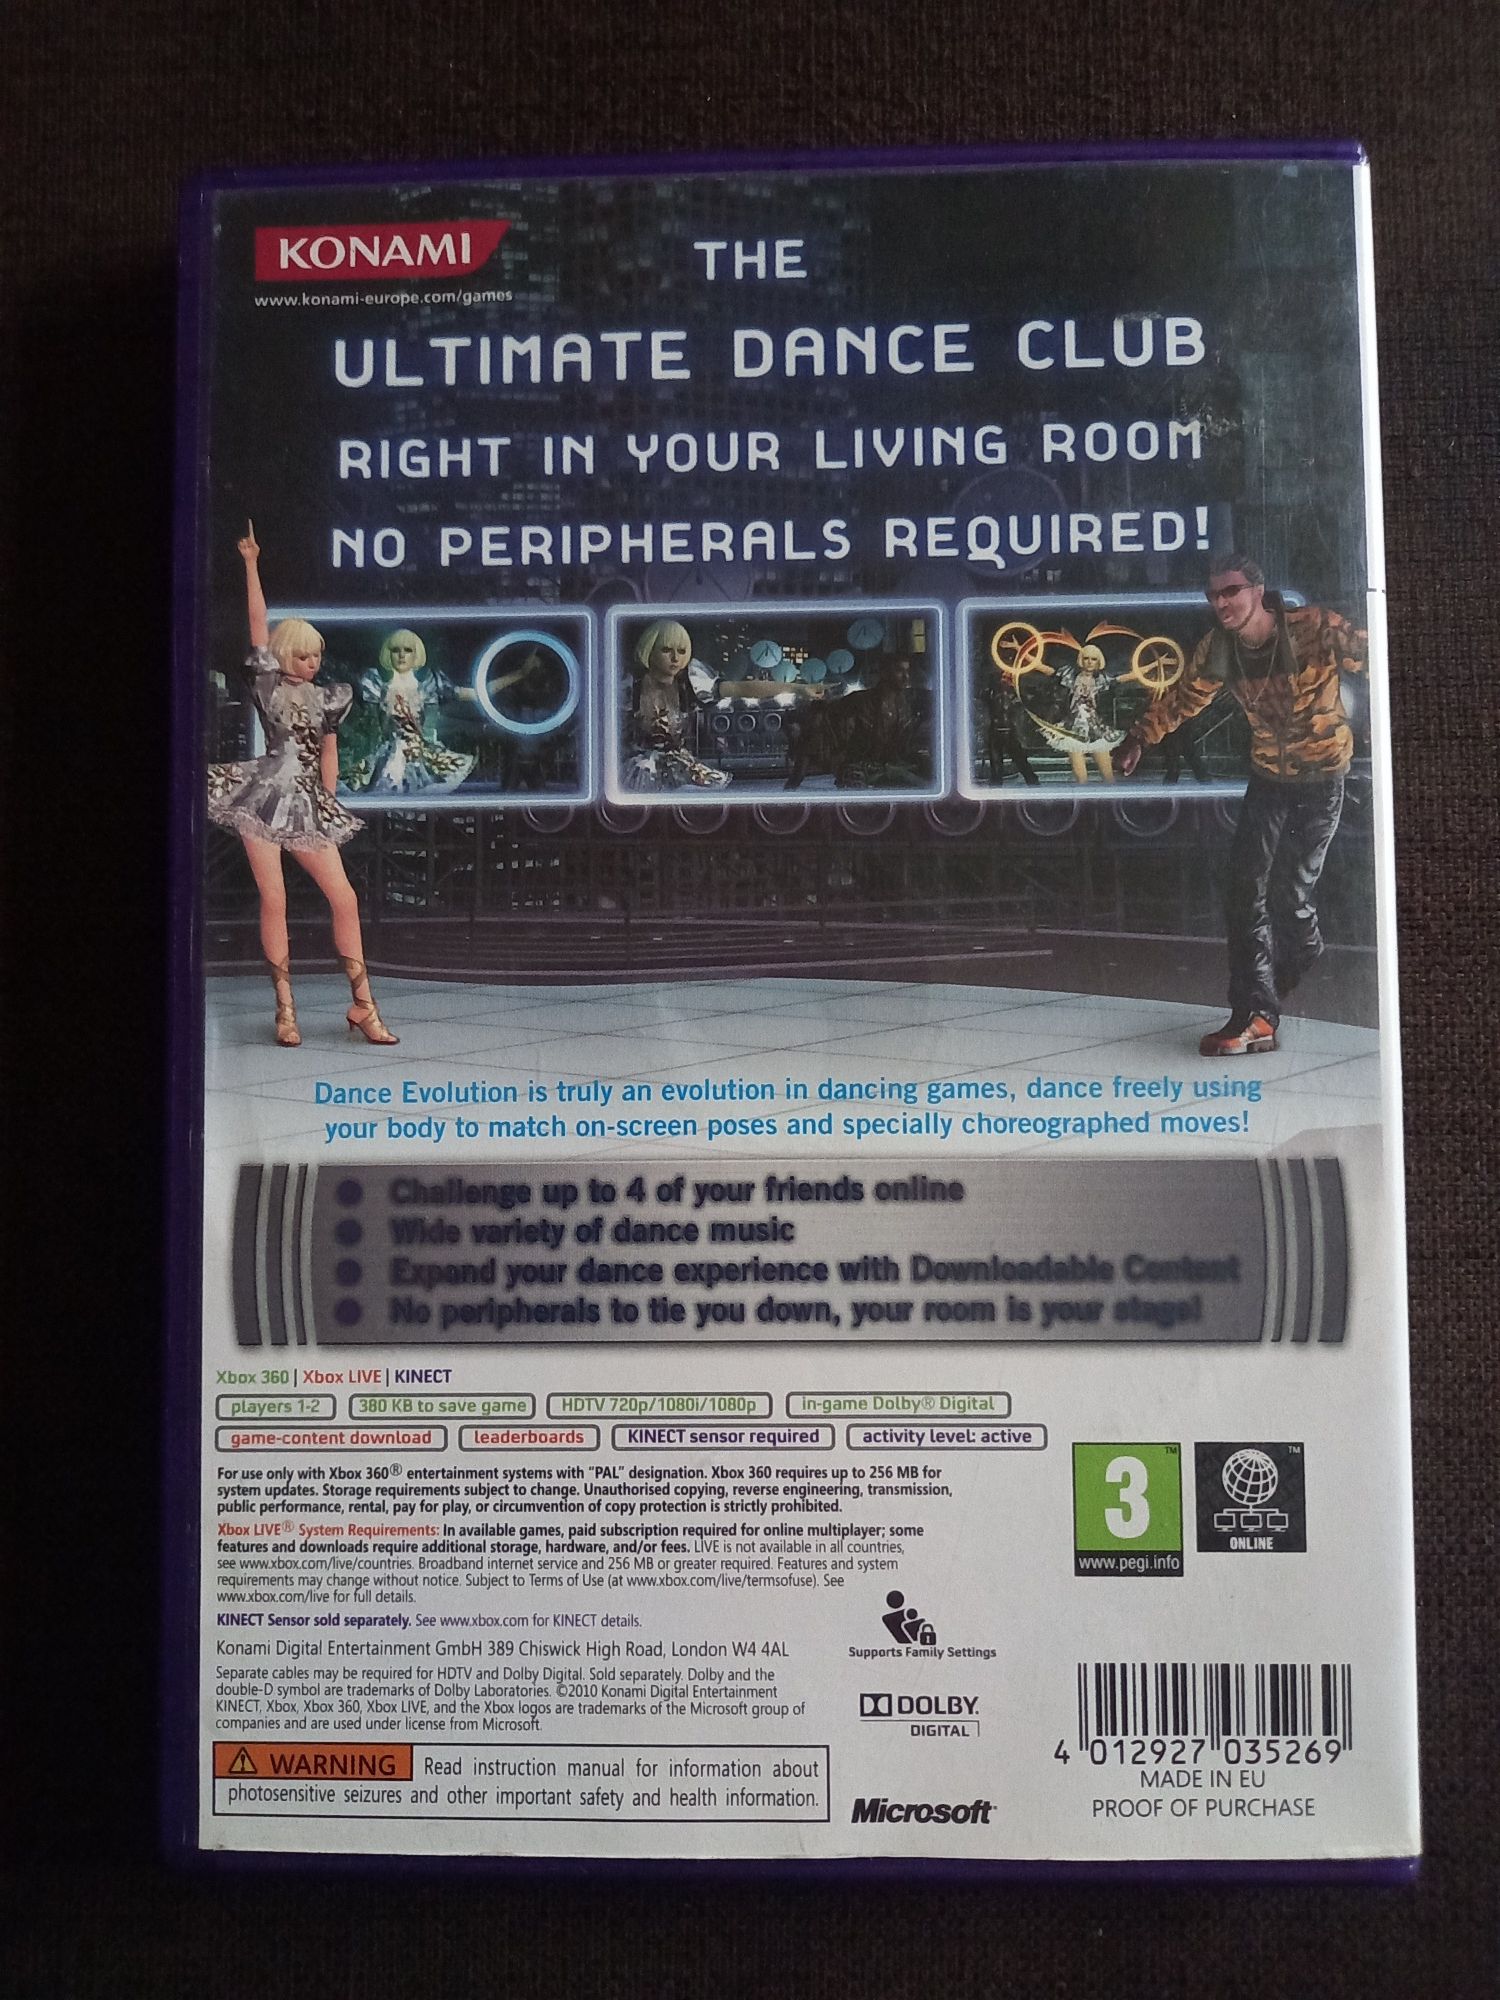 KONAMI
www.konami-europe.com/games
THE
ULTIMATE DANCE CLUB
RIGHT IN YOUR LIVING ROOM
NO PERIPHERALS REQUIRED!
Dance Evolution is truly an evolution in dancing games, dance freely using
your body to match on-screen poses and specially choreographed moves!
Challenge up to 4 of your friends online
Wide variety of dance music
Expand your dance experience with Downloadable Content
No peripherals to tie you down, your room is your stage!
Xbox 360 | Xbox LIVE | KINECT
players 1-2 380 KB to save game HDTV 720p/1080i/1080p in-game Dolby® Digital
game-content download leaderboards KINECT sensor required activity level: active
For use only with Xbox 360® entertainment systems with "PAL" designation. Xbox 360 requires up to 256 MB for
system updates. Storage requirements subject to change. Unauthorised copying, reverse engineering, transmission,
public performance, rental, pay for play, or circumvention of copy protection is strictly prohibited.
Xbox LIVE® System Requirements: In available games, paid subscription required for online multiplayer; some
features and downloads require additional storage, hardware, and/or fees. LIVE is not available in all countries,
see www.xbox.com/live/countries. Broadband internet service and 256 MB or greater required. Features and system
requirements may change without notice. Subject to Terms of Use (at www.xbox.com/live/termsofuse). See
www.xbox.com/live for full details.
KINECT Sensor sold separately. See www.xbox.com for KINECT details.
Konami Digital Entertainment GmbH 389 Chiswick High Road, London W4 4AL
Separate cables may be required for HDTV and Dolby Digital. Sold separately. Dolby and the
double-D symbol are trademarks of Dolby Laboratories. ©2010 Konami Digital Entertainment
KINECT, Xbox, Xbox 360, Xbox LIVE, and the Xbox logos are trademarks of the Microsoft group of
companies and are used under license from Microsoft.
WARNING Read instruction manual for information about
photosensitive seizures and other important safety and health information.
3™
www.pegi.info
TM
ONLINE
Supports Family Settings
DOLBY.
DIGITAL
Microsoft
4 012927 035269
MADE IN EU
PROOF OF PURCHASE